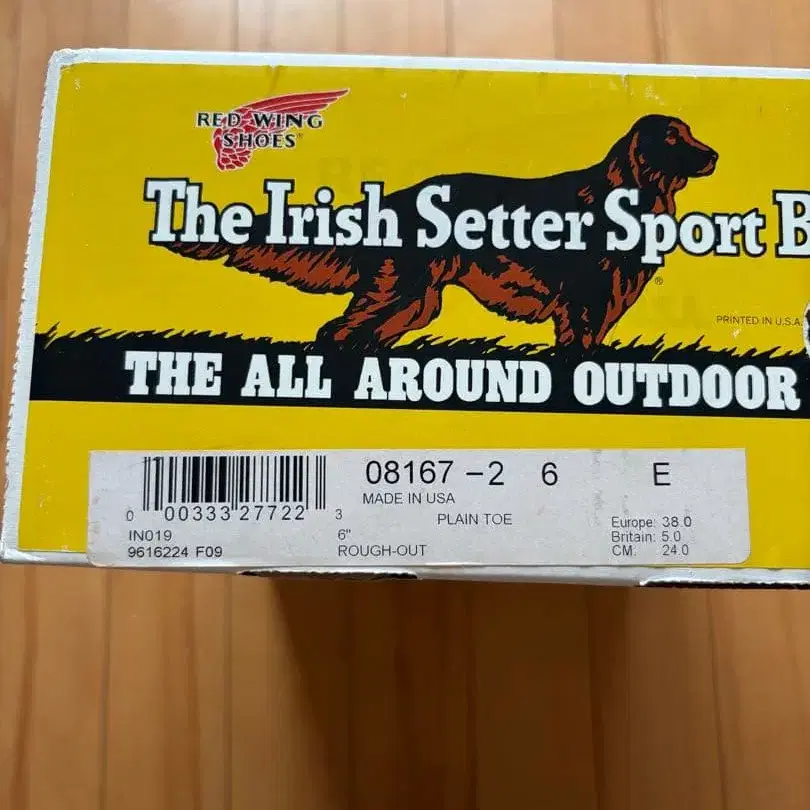 RED WING
SHOES®
The Irish Setter Sport B
®
PRINTED IN U.S.A.
THE ALL AROUND OUTDOOR
08167-2 6 E
MADE IN USA
0 00333 27722 3
PLAIN TOE
IN019
6"
Europe: 38.0
9616224 F09
ROUGH-OUT
Britain: 5.0
CM: 24.0